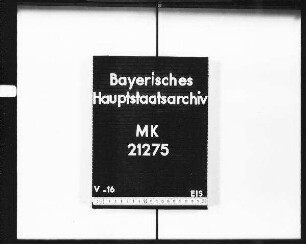 Bayerisches
Hauptstaatsarchiv
MK
21275
V -16 EIS